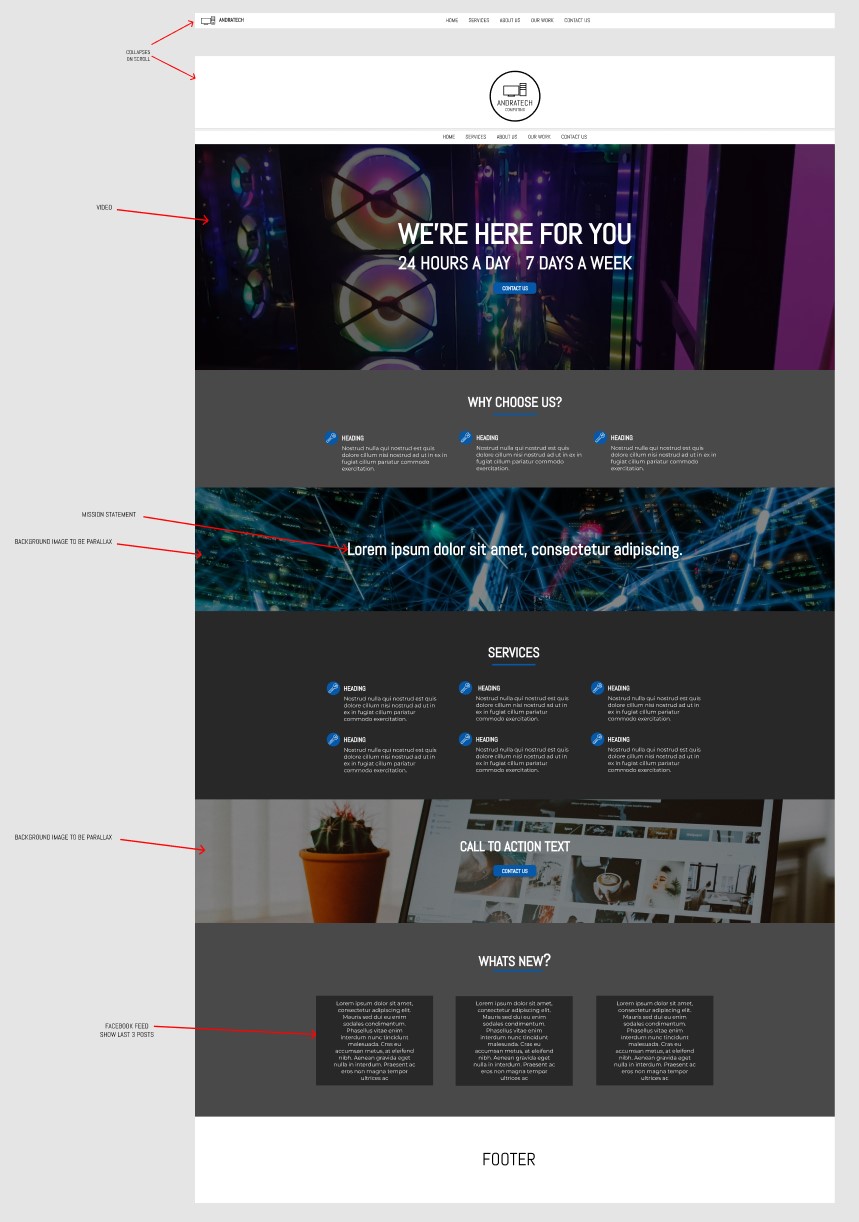 ANDRATECH
HOME SERVICES ABOUT US OUR WORK CONTACT US
COLLAPSES
ON SCROLL
ANDRATECH
COMPUTING
HOME SERVICES ABOUT US OUR WORK CONTACT US
VIDEO
WE'RE HERE FOR YOU
24 HOURS A DAY 7 DAYS A WEEK
CONTACT US
WHY CHOOSE US?
HEADING
Nostrud nulla qui nostrud est quis
dolore cillum nisi nostrud ad ut in ex in
fugiat cillum pariatur commodo
exercitation.
HEADING
Nostrud nulla qui nostrud est quis
dolore cillum nisi nostrud ad ut in ex in
fugiat cillum pariatur commodo
exercitation.
HEADING
Nostrud nulla qui nostrud est quis
dolore cillum nisi nostrud ad ut in ex in
fugiat cillum pariatur commodo
exercitation.
MISSION STATEMENT
BACKGROUND IMAGE TO BE PARALLAX
Lorem ipsum dolor sit amet, consectetur adipiscing.
SERVICES
HEADING
Nostrud nulla qui nostrud est quis
dolore cillum nisi nostrud ad ut in
ex in fugiat cillum pariatur
commodo exercitation.
HEADING
Nostrud nulla qui nostrud est quis
dolore cillum nisi nostrud ad ut in
ex in fugiat cillum pariatur
commodo exercitation.
HEADING
Nostrud nulla qui nostrud est quis
dolore cillum nisi nostrud ad ut in
ex in fugiat cillum pariatur
commodo exercitation.
HEADING
Nostrud nulla qui nostrud est quis
dolore cillum nisi nostrud ad ut in
ex in fugiat cillum pariatur
commodo exercitation.
HEADING
Nostrud nulla qui nostrud est quis
dolore cillum nisi nostrud ad ut in
ex in fugiat cillum pariatur
commodo exercitation.
HEADING
Nostrud nulla qui nostrud est quis
dolore cillum nisi nostrud ad ut in
ex in fugiat cillum pariatur
commodo exercitation.
BACKGROUND IMAGE TO BE PARALLAX
CALL TO ACTION TEXT
CONTACT US
WHATS NEW?
FACEBOOK FEED
SHOW LAST 3 POSTS
Lorem ipsum dolor sit amet,
consectetur adipiscing elit.
Mauris sed dui eu enim
sodales condimentum.
Phasellus vitae enim
interdum nunc tincidunt
malesuada. Cras eu
accumsan metus, at eleifend
nibh. Aenean gravida eget
nulla in interdum. Praesent ac
eros non magna tempor
ultrices ac
Lorem ipsum dolor sit amet,
consectetur adipiscing elit.
Mauris sed dui eu enim
sodales condimentum.
Phasellus vitae enim
interdum nunc tincidunt
malesuada. Cras eu
accumsan metus, at eleifend
nibh. Aenean gravida eget
nulla in interdum. Praesent ac
eros non magna tempor
ultrices ac
Lorem ipsum dolor sit amet,
consectetur adipiscing elit.
Mauris sed dui eu enim
sodales condimentum.
Phasellus vitae enim
interdum nunc tincidunt
malesuada. Cras eu
accumsan metus, at eleifend
nibh. Aenean gravida eget
nulla in interdum. Praesent ac
eros non magna tempor
ultrices ac
FOOTER